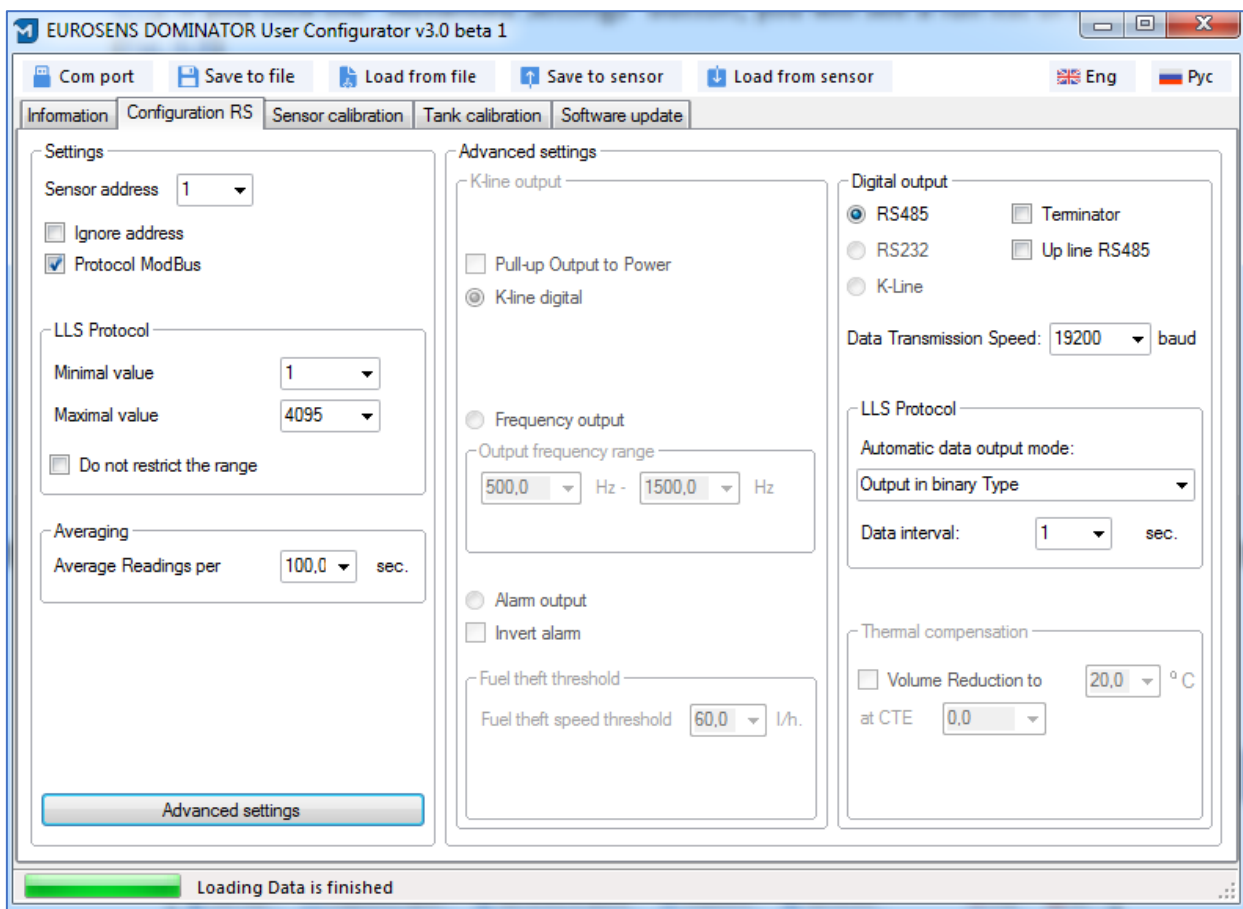 EUROSENS DOMINATOR User Configurator v3.0 beta 1
Com port Save to file Load from file Save to sensor Load from sensor Eng Рус
Information Configuration RS Sensor calibration Tank calibration Software update
Settings
Sensor address 1
Ignore address
Protocol ModBus
LLS Protocol
Minimal value 1
Maximal value 4095
Do not restrict the range
Averaging
Average Readings per 100,0 sec.
Advanced settings
Advanced settings
K-line output
Pull-up Output to Power
K-line digital
Frequency output
Output frequency range
500,0 Hz - 1500,0 Hz
Alarm output
Invert alarm
Fuel theft threshold
Fuel theft speed threshold 60,0 l/h.
Digital output
RS485 Terminator
RS232 Up line RS485
K-Line
Data Transmission Speed: 19200 baud
LLS Protocol
Automatic data output mode:
Output in binary Type
Data interval: 1 sec.
Thermal compensation
Volume Reduction to 20,0 º C
at CTE 0,0
Loading Data is finished